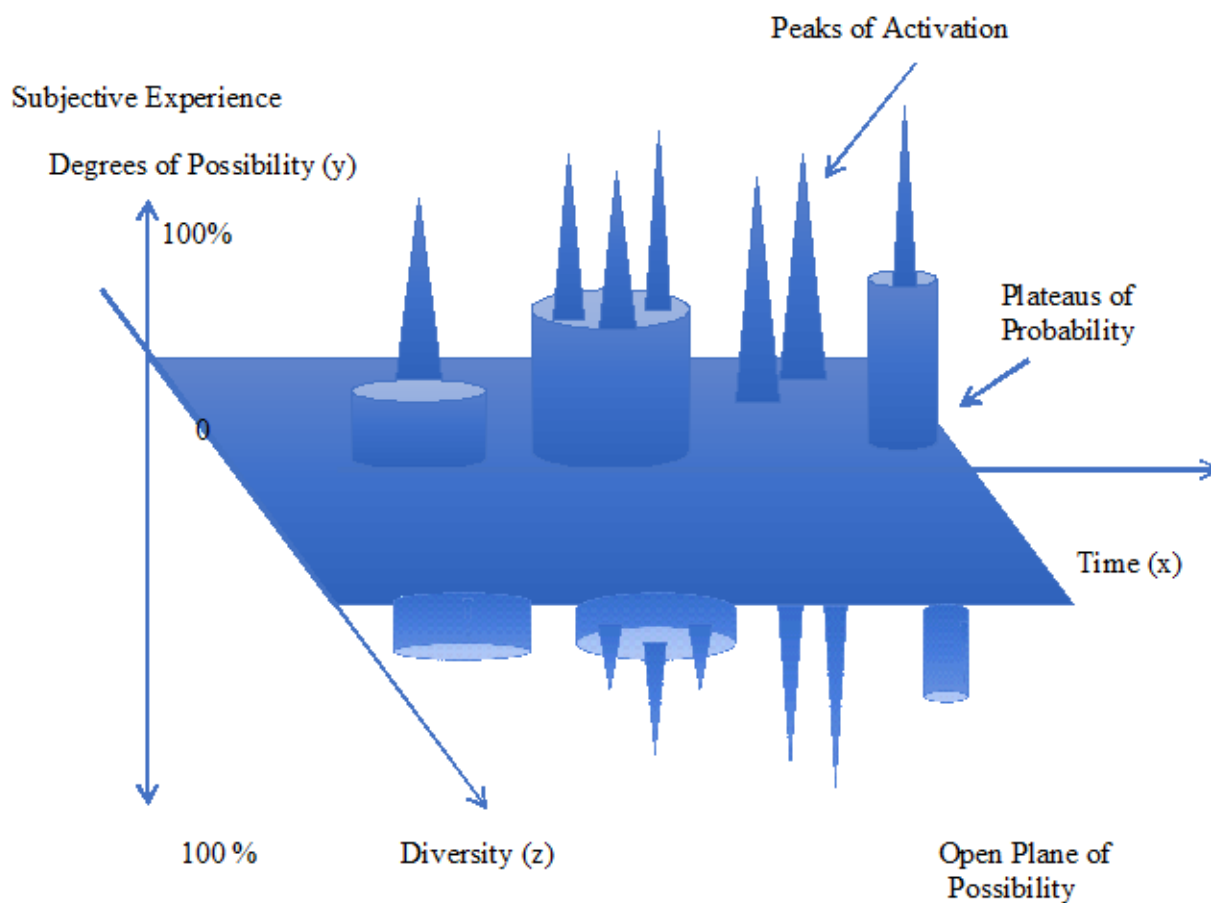 Peaks of Activation
Subjective Experience
Degrees of Possibility (y)
100%
Plateaus of
Probability
0
Time (x)
100 %
Diversity (z)
Open Plane of
Possibility